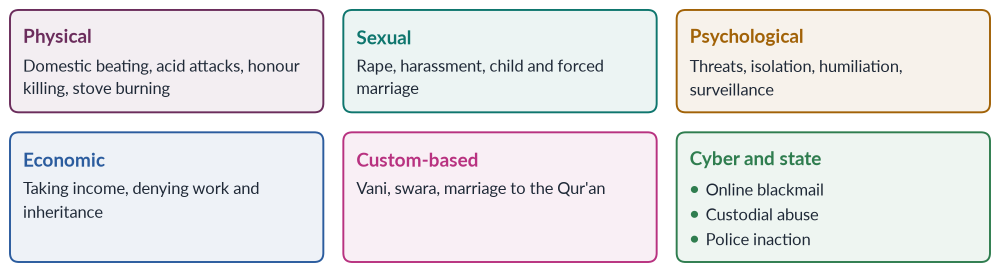 Physical
Domestic beating, acid attacks, honour
killing, stove burning
Sexual
Rape, harassment, child and forced
marriage
Psychological
Threats, isolation, humiliation,
surveillance
Economic
Taking income, denying work and
inheritance
Custom-based
Vani, swara, marriage to the Qur'an
Cyber and state
• Online blackmail
• Custodial abuse
• Police inaction